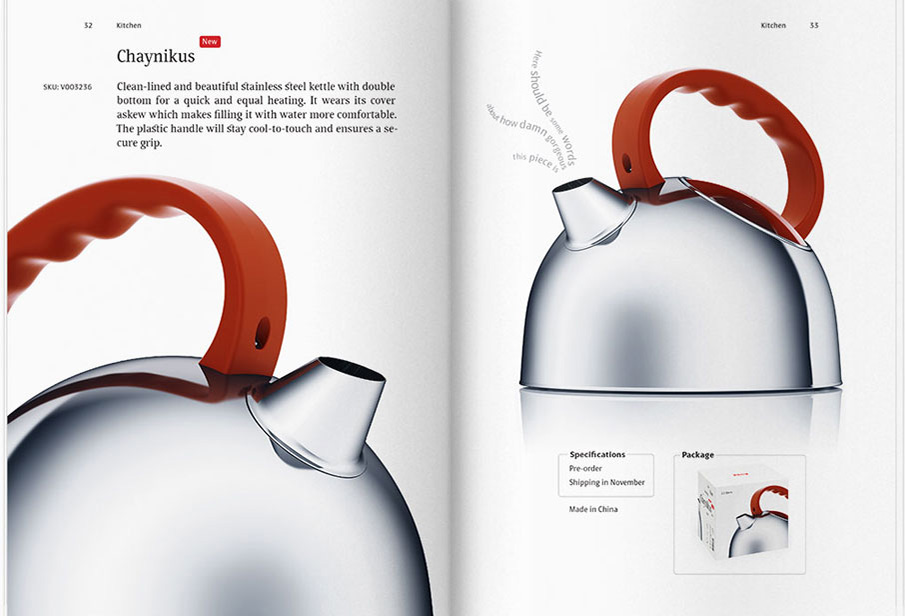 32 Kitchen
New
Chaynikus
SKU: V003236
Clean-lined and beautiful stainless steel kettle with double
bottom for a quick and equal heating. It wears its cover
askew which makes filling it with water more comfortable.
The plastic handle will stay cool-to-touch and ensures a se-
cure grip.
Kitchen 33
Here should be some words
about how damn gorgeous
this piece is
Specifications
Pre-order
Shipping in November
Made in China
Package